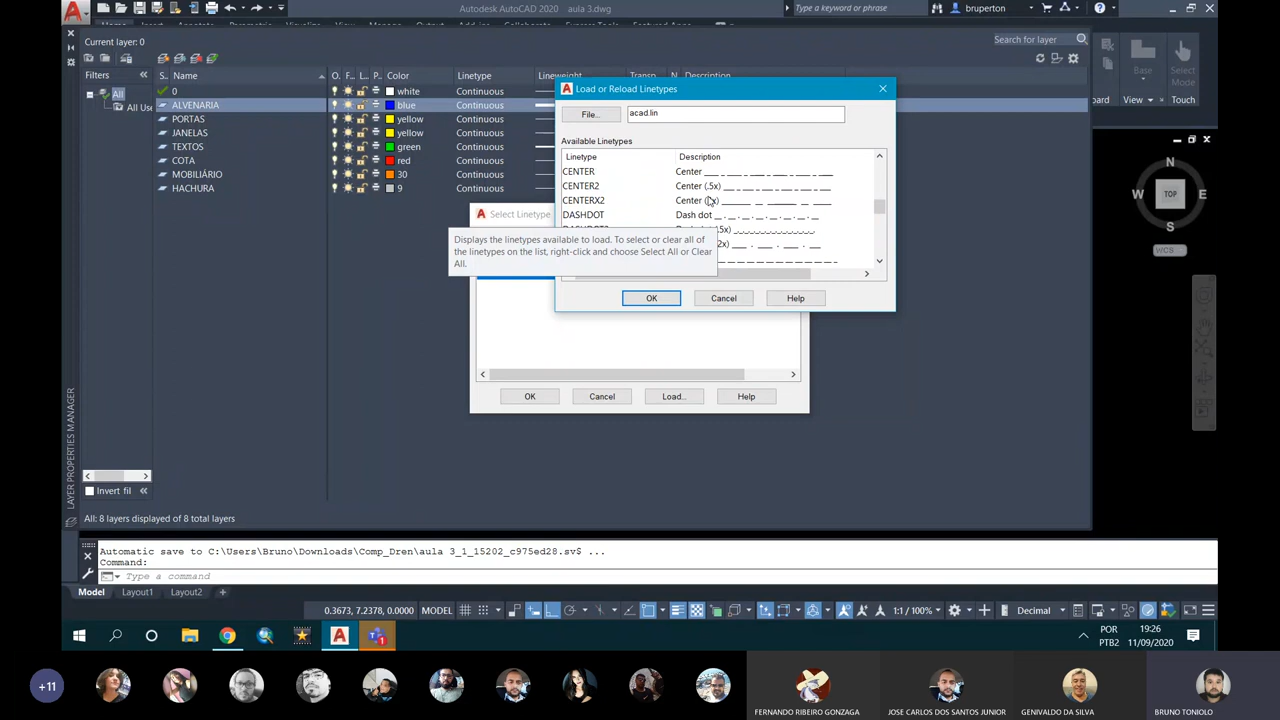 Autodesk AutoCAD 2020   aula 3.dwg
Type a keyword or phrase
bruperton
Current layer: 0
Search for layer
Filters
S.. Name O. F.. L... P.. Color Linetype Lineweight Transp... N... Description
All
All Use
0 white Continuous
ALVENARIA blue Continuous
PORTAS yellow Continuous
JANELAS yellow Continuous
TEXTOS green Continuous
COTA red Continuous
MOBILIÁRIO 30 Continuous
HACHURA 9 Continuous
Load or Reload Linetypes
File...
acad.lin
Available Linetypes
Linetype Description
CENTER Center
CENTER2 Center (.5x)
CENTERX2 Center
DASHDOT Dash dot
Select Linetype
Displays the linetypes available to load. To select or clear all of
the linetypes on the list, right-click and choose Select All or Clear
All.
OK Cancel Help
OK Cancel Load... Help
Base
Select
Mode
View
Touch
N
W TOP E
S
WCS
Invert fil
LAYER PROPERTIES MANAGER
All: 8 layers displayed of 8 total layers
Automatic save to C:\Users\Bruno\Downloads\Comp_Dren\aula 3_1_15202_c975ed28.sv$ ...
Command:
Type a command
Model Layout1 Layout2 +
0.3673, 7.2378, 0.0000 MODEL 1:1 / 100% Decimal
POR
PTB2
19:26
11/09/2020
+11
FERNANDO RIBEIRO GONZAGA
JOSE CARLOS DOS SANTOS JUNIOR
GENIVALDO DA SILVA
BRUNO TONIOLO